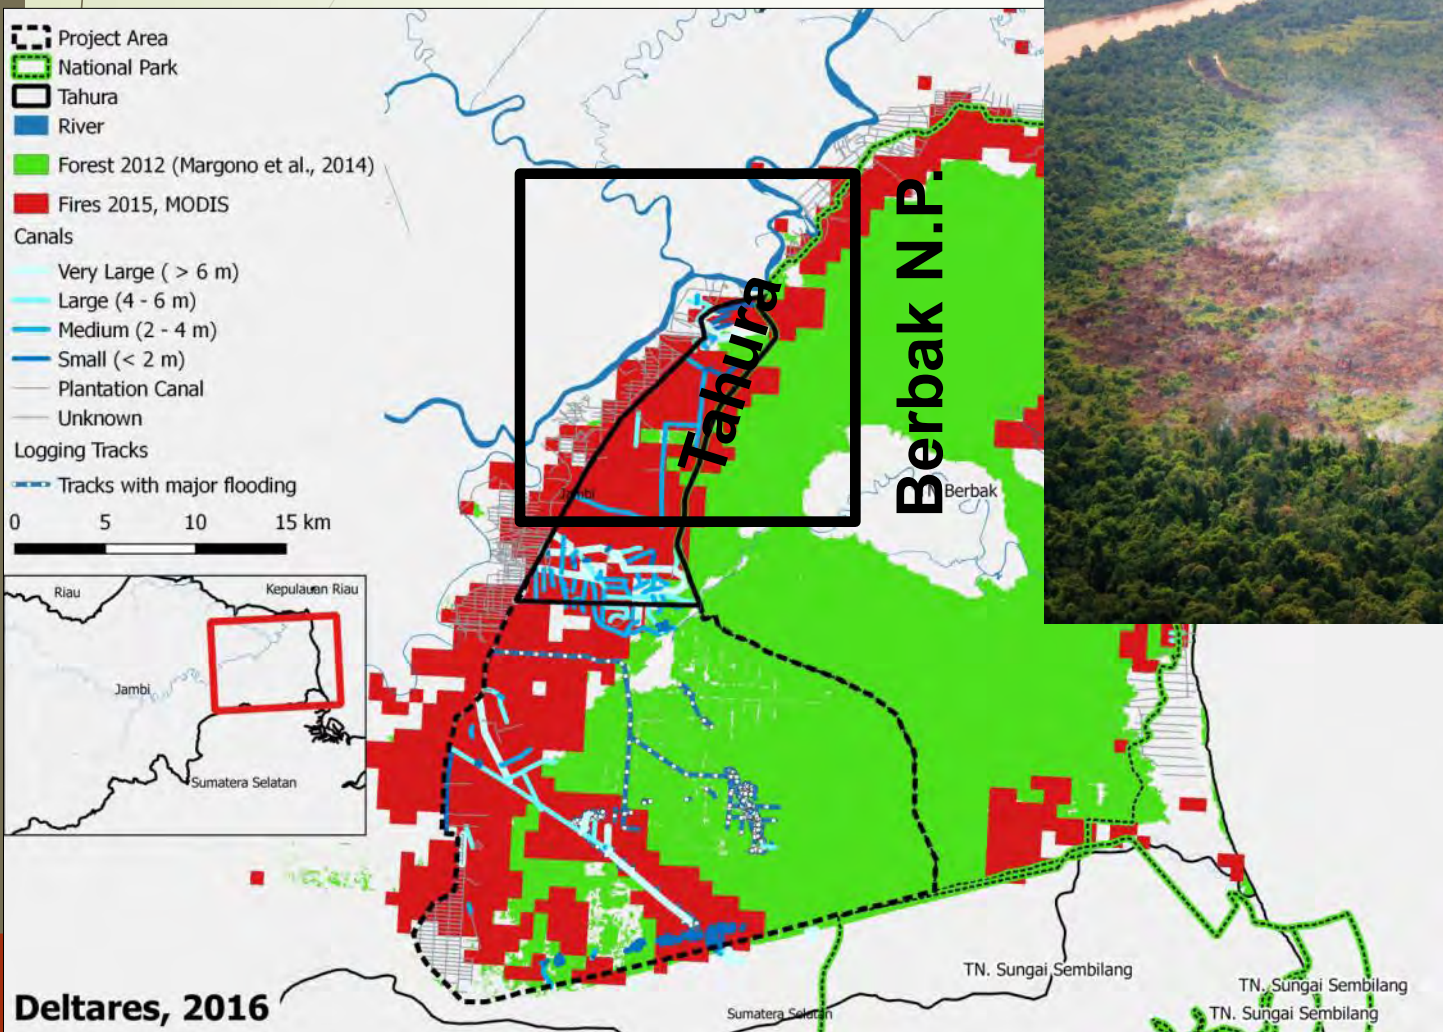 Project Area
National Park
Tahura
River
Forest 2012 (Margono et al., 2014)
Fires 2015, MODIS
Canals
Very Large ( > 6 m)
Large (4 - 6 m)
Medium (2 - 4 m)
Small (< 2 m)
Plantation Canal
Unknown
Logging Tracks
Tracks with major flooding
0 5 10 15 km
Riau
Kepulauan Riau
Jambi
Sumatera Selatan
Tahura
Berbak N.P.
Jambi
Berbak
TN. Sungai Sembilang
TN. Sungai Sembilang
TN. Sungai Sembilang
Sumatera Selatan
Deltares, 2016